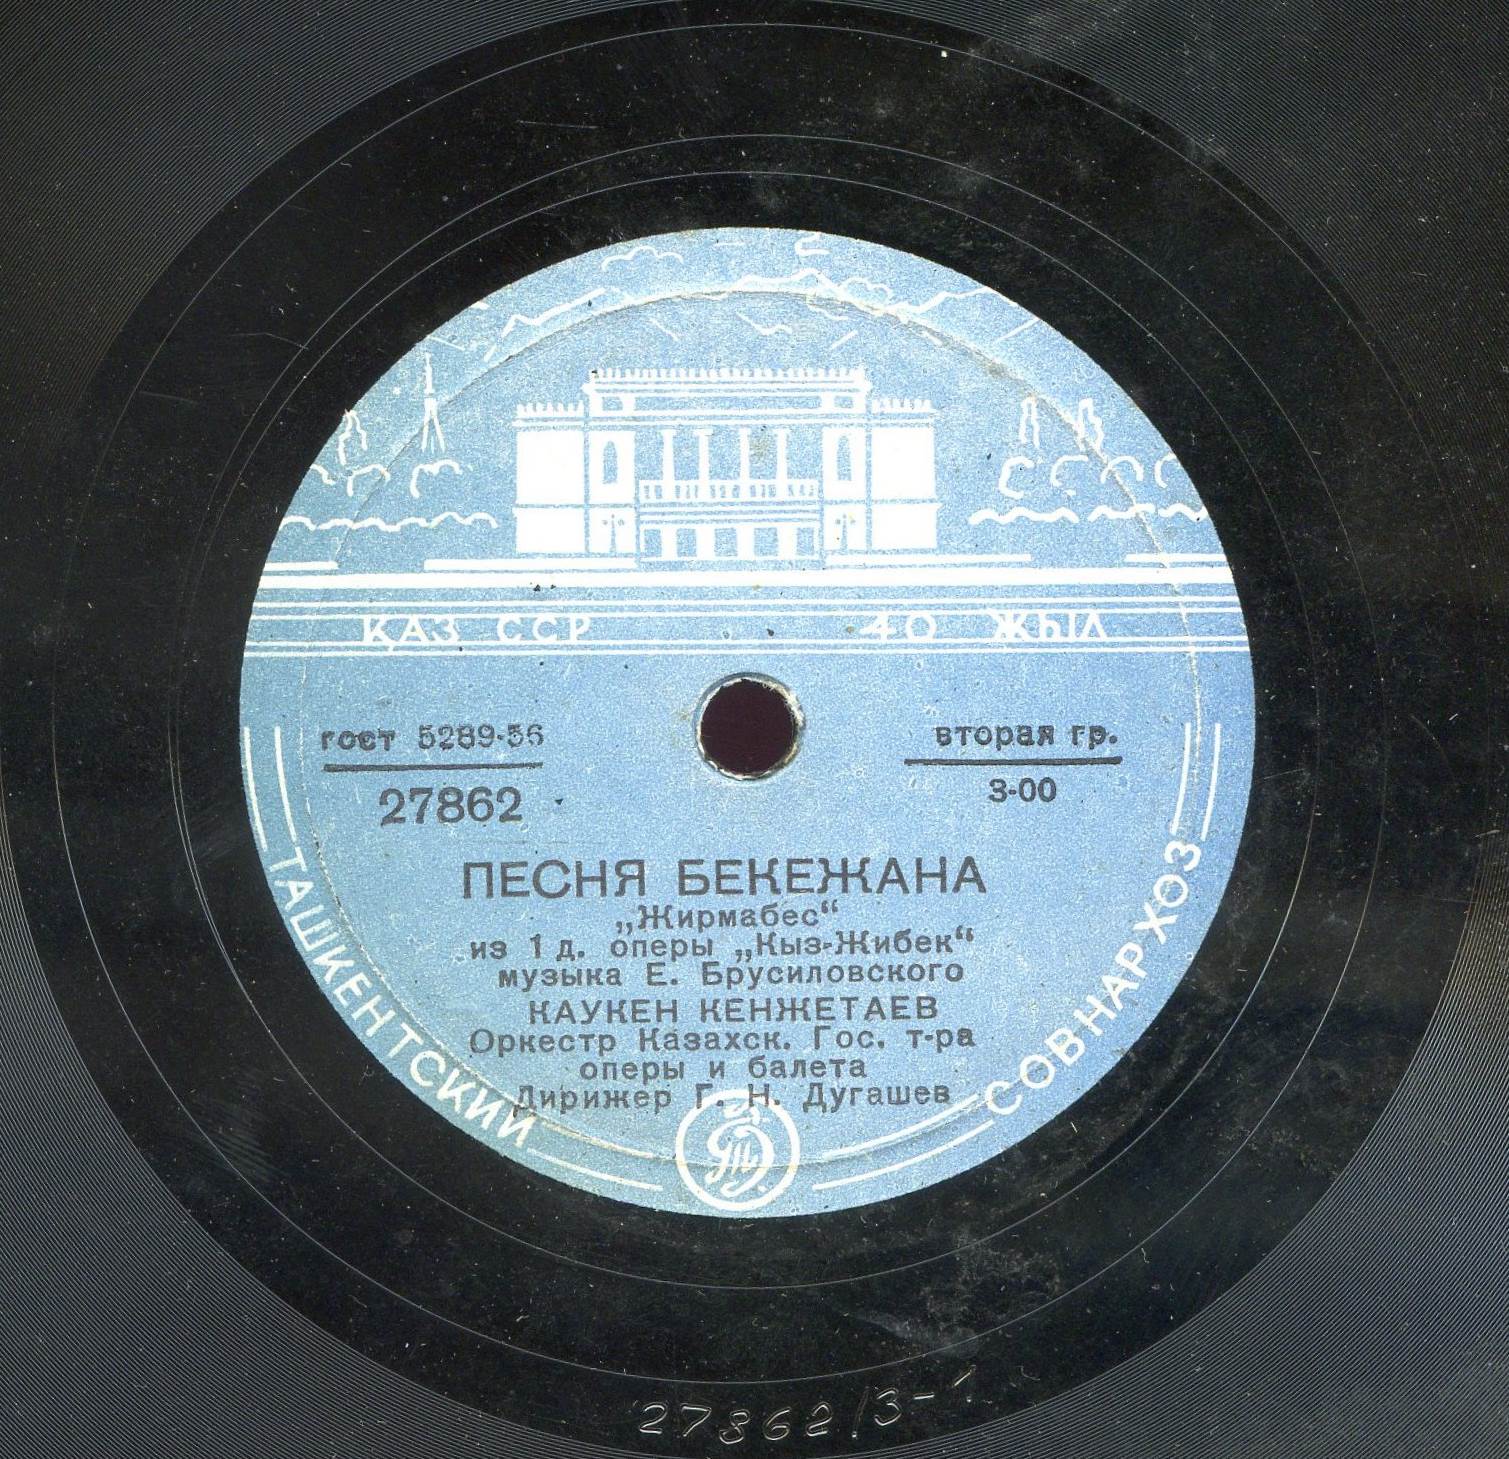 ҚАЗ ССР 40 ЖЫЛ
гост 5289-56
27862
вторая гр.
3-00
ПЕСНЯ БЕКЕЖАНА
„Жирмабес“
из 1 д. оперы „Кыз-Жибек“
музыка Е. Брусиловского
КАУКЕН КЕНЖЕТАЕВ
Оркестр Казахск. Гос. т-ра
оперы и балета
Дирижер Г. Н. Дугашев
ТАШКЕНТСКИЙ СОВНАРХОЗ
27862/3-1